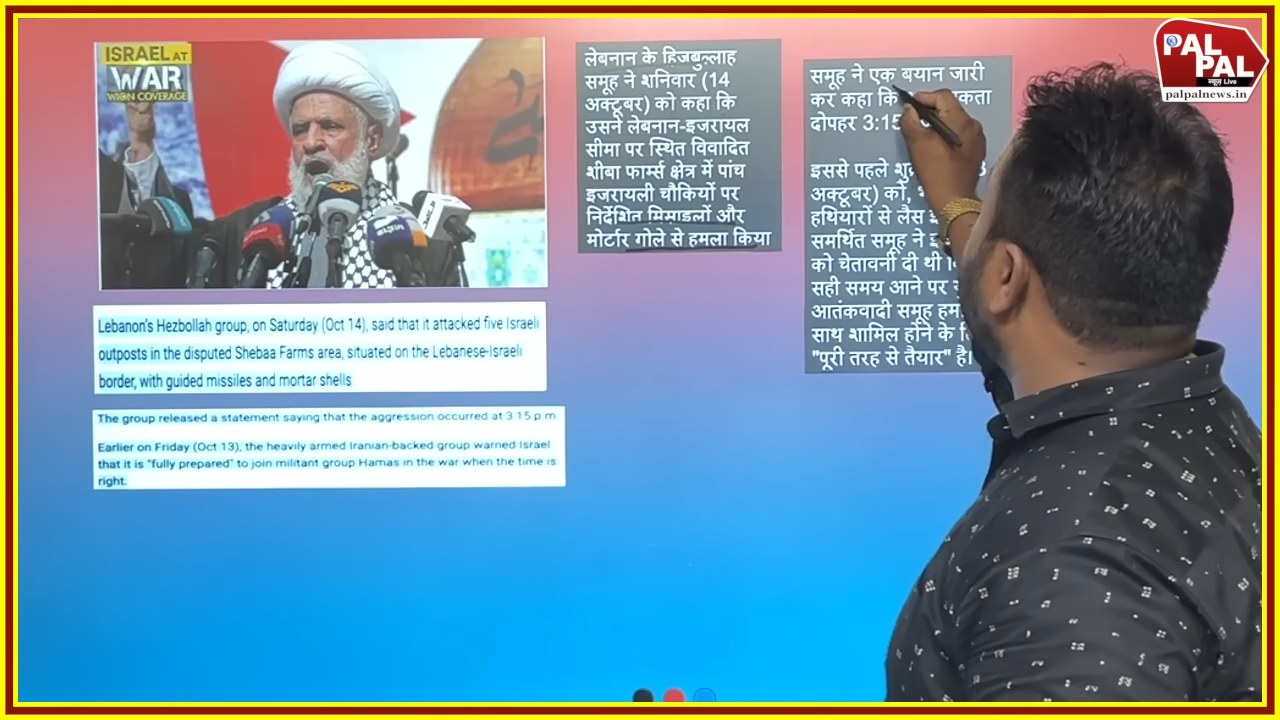 ISRAEL AT
WAR
WION COVERAGE
लेबनान के हिजबुल्लाह
समूह ने शनिवार (14
अक्टूबर) को कहा कि
उसने लेबनान-इजरायल
सीमा पर स्थित विवादित
शीबा फार्म्स क्षेत्र में पांच
इजरायली चौकियों पर
निर्देशित मिसाइलों और
मोर्टार गोले से हमला किया
समूह ने एक बयान जारी
कर कहा कि
दोपहर 3:15
इससे पहले
अक्टूबर) को,
हथियारों से लैस
समर्थित समूह ने
को चेतावनी दी थी
सही समय आने पर
आतंकवादी समूह
साथ शामिल होने के
"पूरी तरह से तैयार" है।
PAL
PAL
न्यूज़ Live
palpalnews.in
Lebanon's Hezbollah group, on Saturday (Oct 14), said that it attacked five Israeli
outposts in the disputed Shebaa Farms area, situated on the Lebanese-Israeli
border, with guided missiles and mortar shells
The group released a statement saying that the aggression occurred at 3:15 p m
Earlier on Friday (Oct 13), the heavily armed Iranian-backed group warned Israel
that it is "fully prepared" to join militant group Hamas in the war when the time is
right.